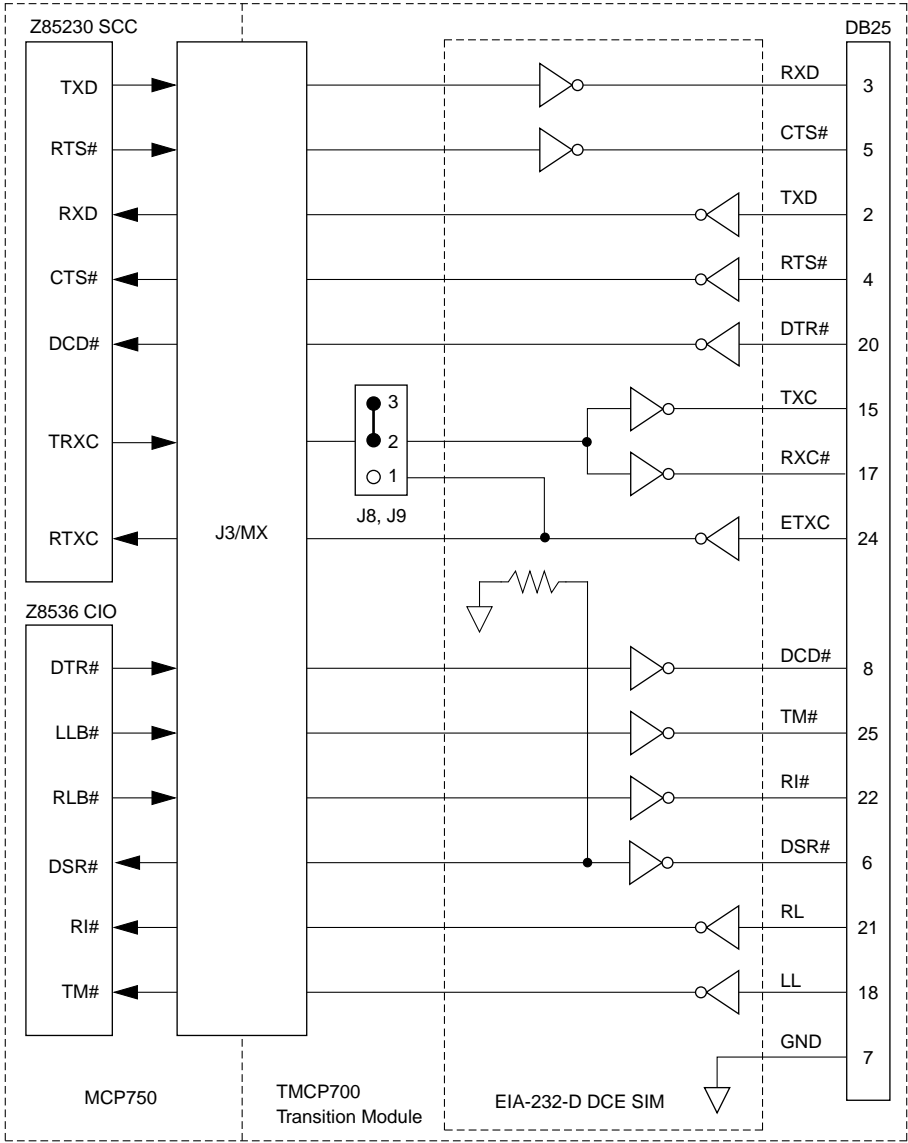 Z85230 SCC
DB25
TXD
RXD
3
RTS#
CTS#
5
RXD
TXD
2
CTS#
RTS#
4
DCD#
DTR#
20
3
TXC
15
TRXC
2
1
RXC#
17
J8, J9
RTXC
J3/MX
ETXC
24
Z8536 CIO
DTR#
DCD#
8
LLB#
TM#
25
RLB#
RI#
22
DSR#
DSR#
6
RI#
RL
21
TM#
LL
18
GND
7
MCP750
TMCP700
Transition Module
EIA-232-D DCE SIM